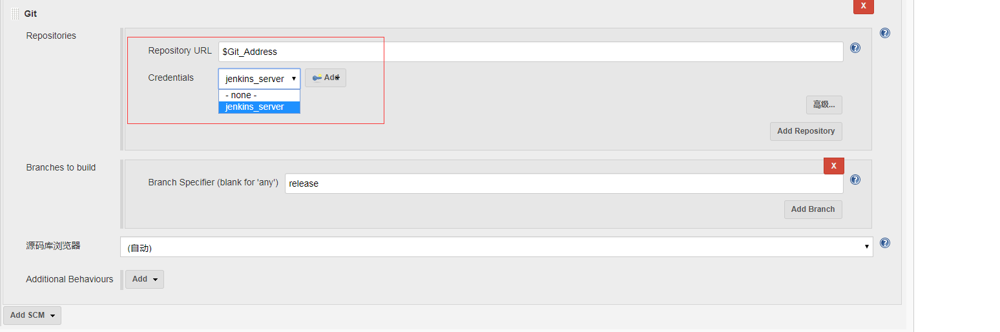 X
Git
Repositories
Repository URL $Git_Address
Credentials jenkins_server Add
- none -
jenkins_server
高级...
Add Repository
Branches to build
X
Branch Specifier (blank for 'any') release
Add Branch
源码库浏览器 (自动)
Additional Behaviours Add
Add SCM